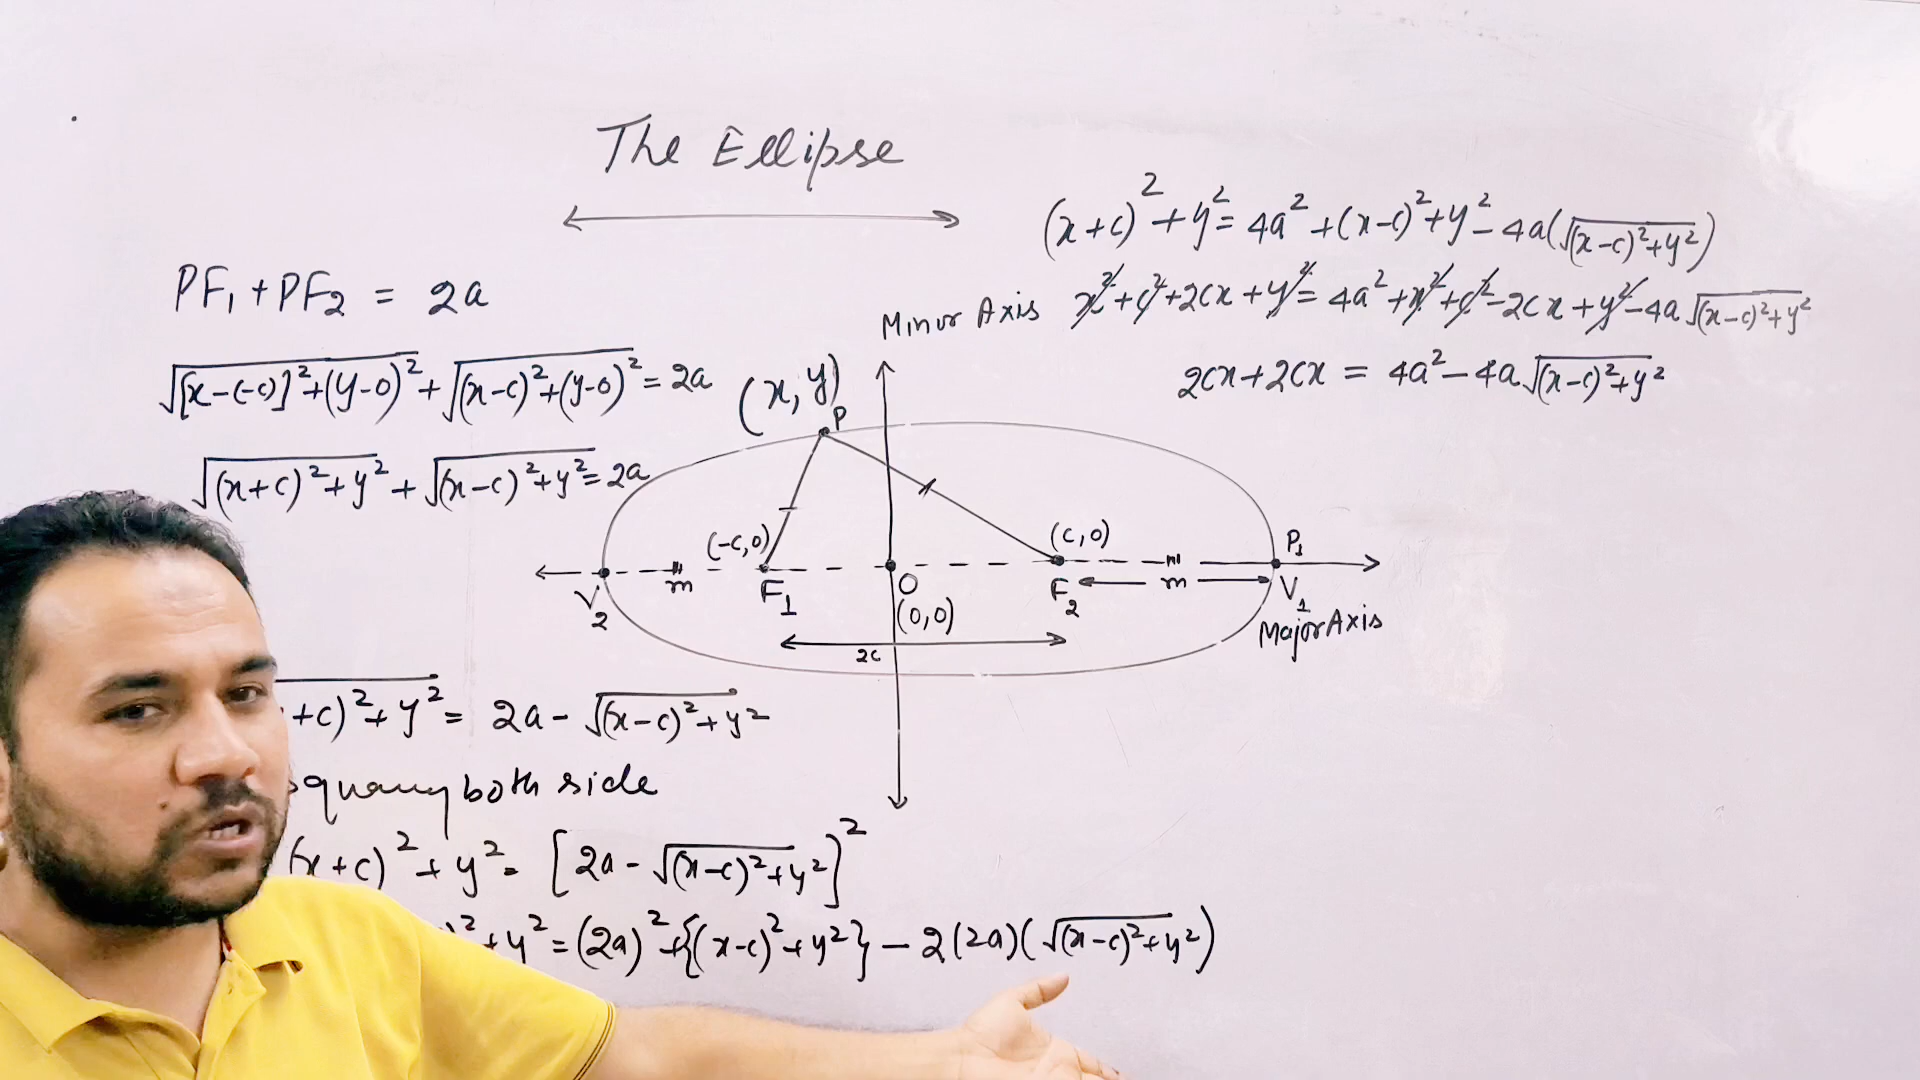 The Ellipse
PF₁ + PF₂ = 2a
√[x-(-c)]² + (y-0)² + √(x-c)² + (y-0)² = 2a
√(x+c)² + y² + √(x-c)² + y² = 2a
+c)² + y² = 2a - √(x-c)² + y²
squaring both side
(x+c)² + y² = [2a - √(x-c)² + y²]²
)² + y² = (2a)² + {(x-c)² + y²} - 2(2a)(√(x-c)² + y²)
(x+c)² + y² = 4a² + (x-c)² + y² - 4a(√(x-c)² + y²)
x² + c² + 2cx + y² = 4a² + x² + c² - 2cx + y² - 4a√(x-c)² + y²
2cx + 2cx = 4a² - 4a√(x-c)² + y²
Minor Axis
(x, y)
P
(-c,0)
(c,0)
P₁
m
m
V₂
F₁
O
F₂
V₁
(0,0)
Major Axis
2c